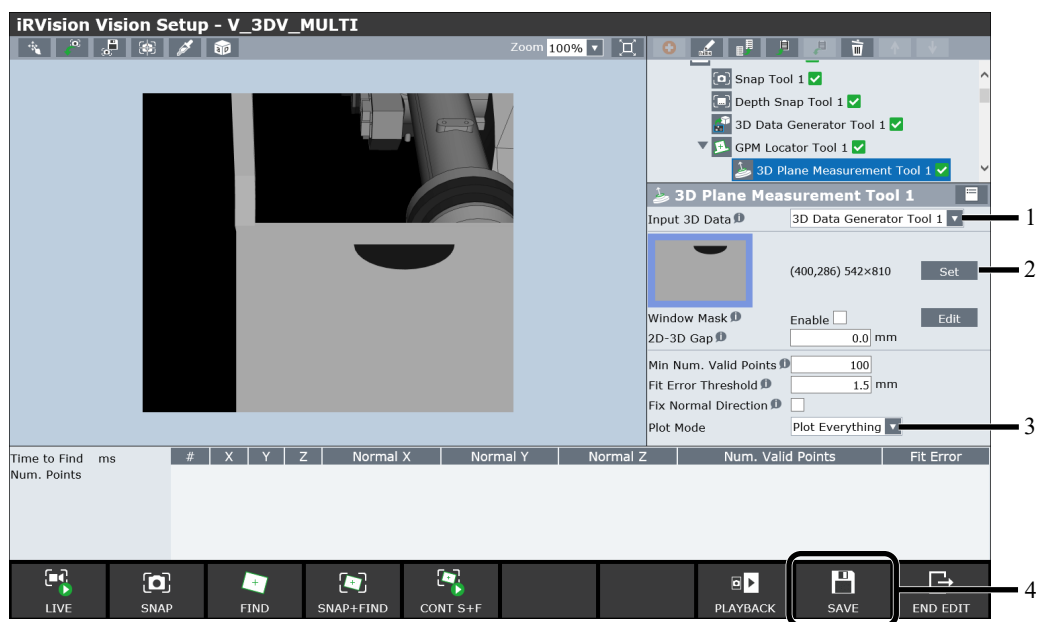 iRVision Vision Setup - V_3DV_MULTI
Zoom 100%
Snap Tool 1
Depth Snap Tool 1
3D Data Generator Tool 1
GPM Locator Tool 1
3D Plane Measurement Tool 1
3D Plane Measurement Tool 1
Input 3D Data 3D Data Generator Tool 1 1
(400,286) 542×810 Set 2
Window Mask Enable Edit
2D-3D Gap 0.0 mm
Min Num. Valid Points 100
Fit Error Threshold 1.5 mm
Fix Normal Direction
Plot Mode Plot Everything 3
Time to Find ms # X Y Z Normal X Normal Y Normal Z Num. Valid Points Fit Error
Num. Points
LIVE SNAP FIND SNAP+FIND CONT S+F PLAYBACK SAVE END EDIT 4